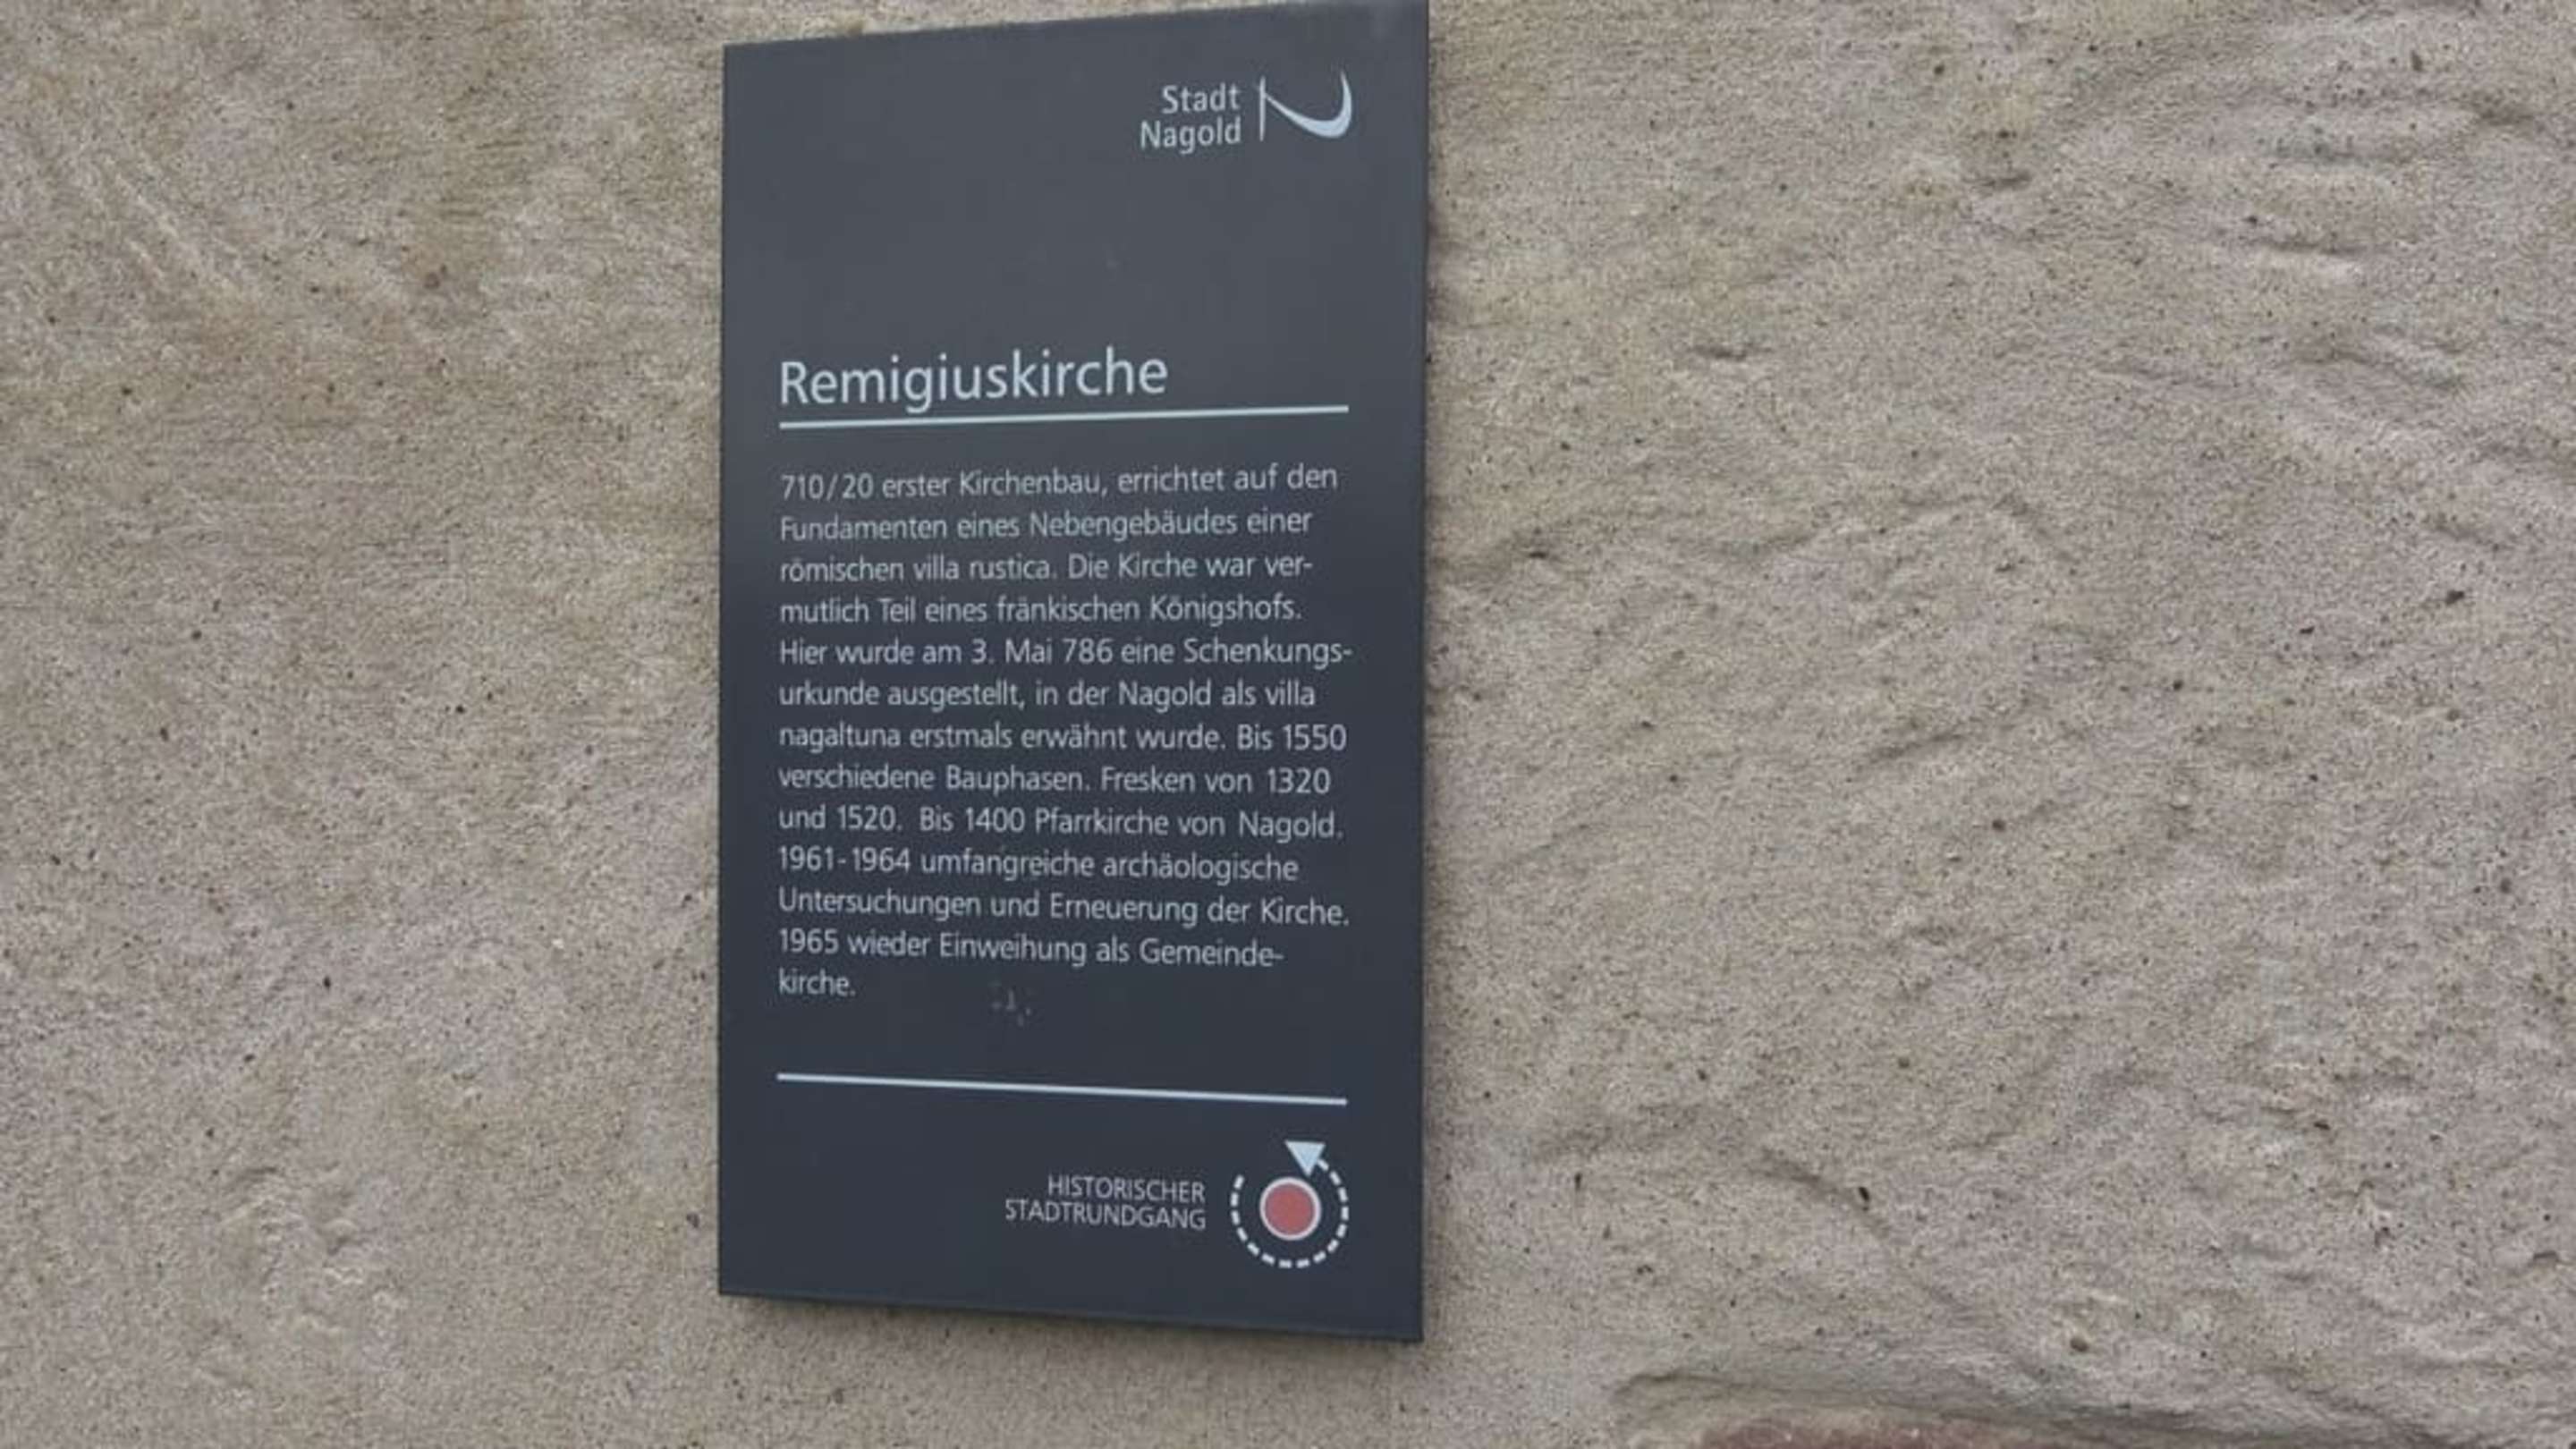 Stadt
Nagold
Remigiuskirche
710/20 erster Kirchenbau, errichtet auf den
Fundamenten eines Nebengebäudes einer
römischen villa rustica. Die Kirche war ver-
mutlich Teil eines fränkischen Königshofs.
Hier wurde am 3. Mai 786 eine Schenkungs-
urkunde ausgestellt, in der Nagold als villa
nagaltuna erstmals erwähnt wurde. Bis 1550
verschiedene Bauphasen. Fresken von 1320
und 1520. Bis 1400 Pfarrkirche von Nagold.
1961-1964 umfangreiche archäologische
Untersuchungen und Erneuerung der Kirche.
1965 wieder Einweihung als Gemeinde-
kirche.
HISTORISCHER
STADTRUNDGANG